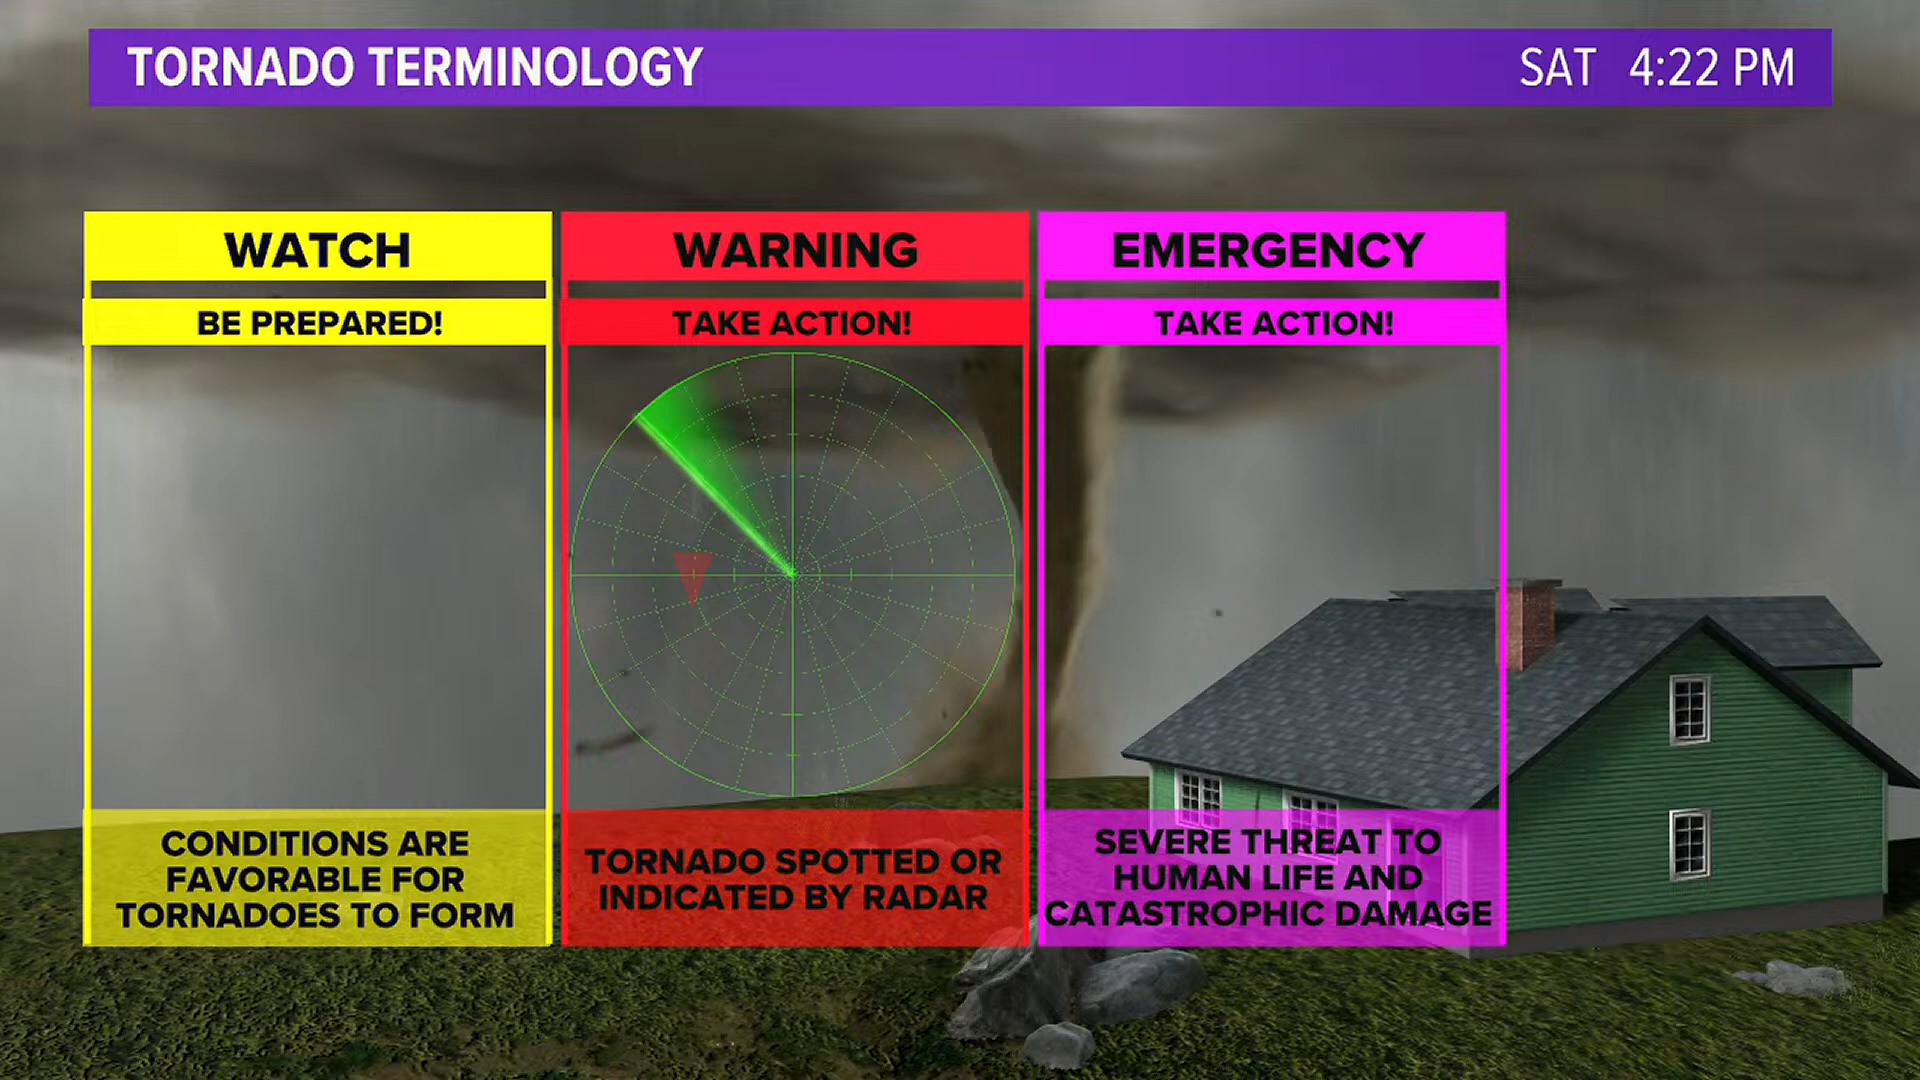 TORNADO TERMINOLOGY
SAT 4:22 PM
WATCH
BE PREPARED!
CONDITIONS ARE
FAVORABLE FOR
TORNADOES TO FORM
WARNING
TAKE ACTION!
TORNADO SPOTTED OR
INDICATED BY RADAR
EMERGENCY
TAKE ACTION!
SEVERE THREAT TO
HUMAN LIFE AND
CATASTROPHIC DAMAGE